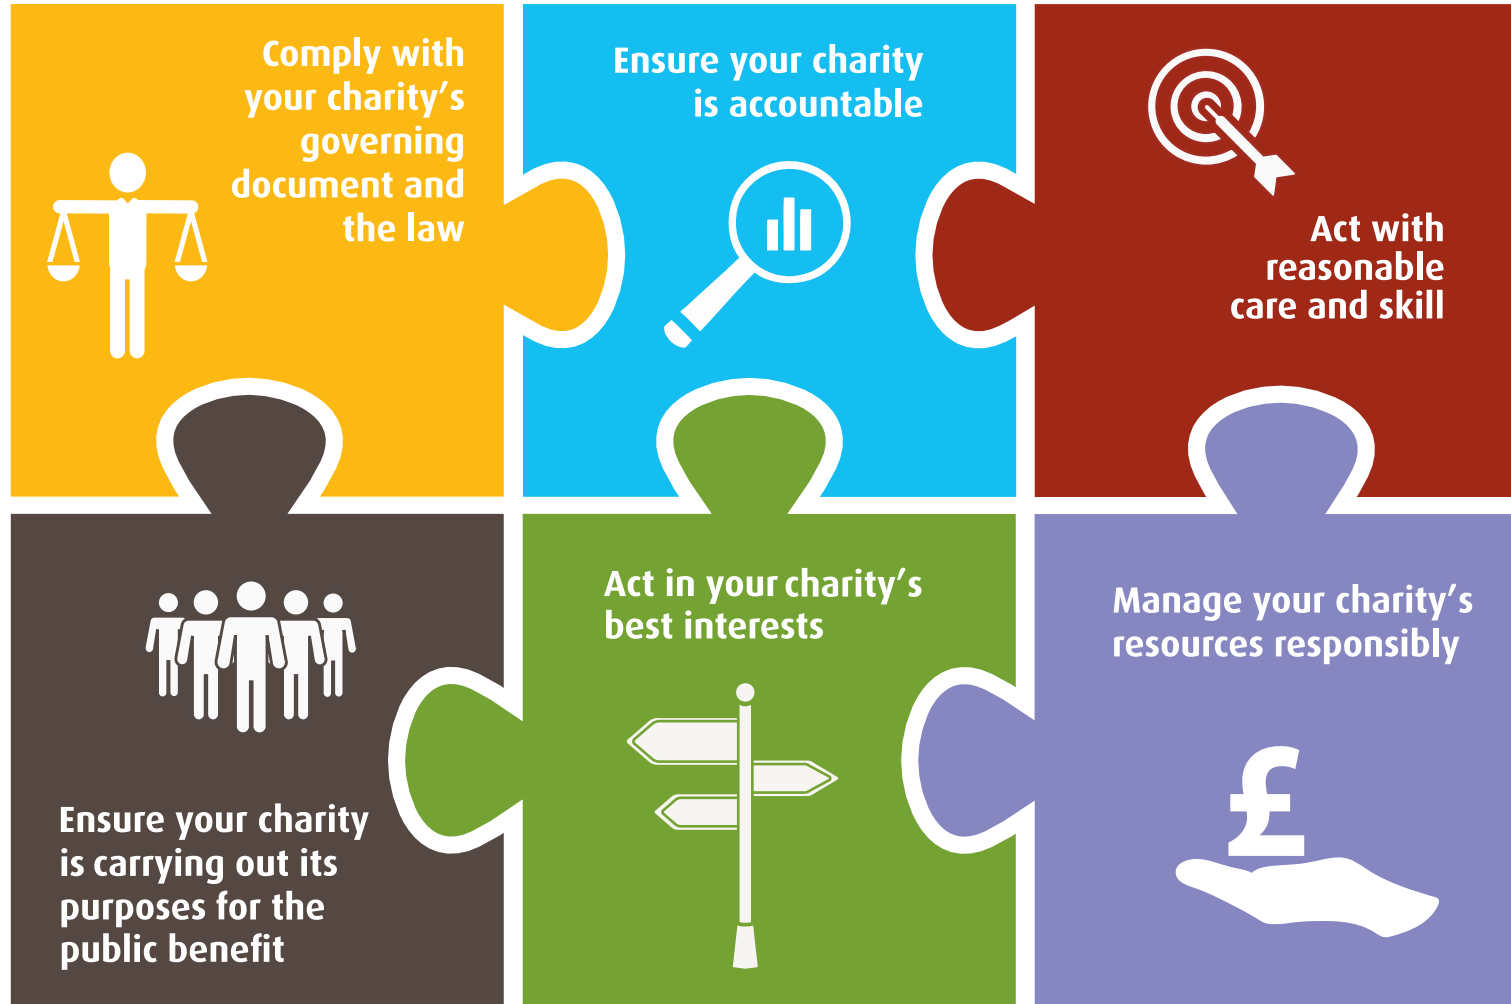 Comply with
your charity’s
governing
document and
the law
Ensure your charity
is accountable
Act with
reasonable
care and skill
Ensure your charity
is carrying out its
purposes for the
public benefit
Act in your charity’s
best interests
Manage your charity’s
resources responsibly
£